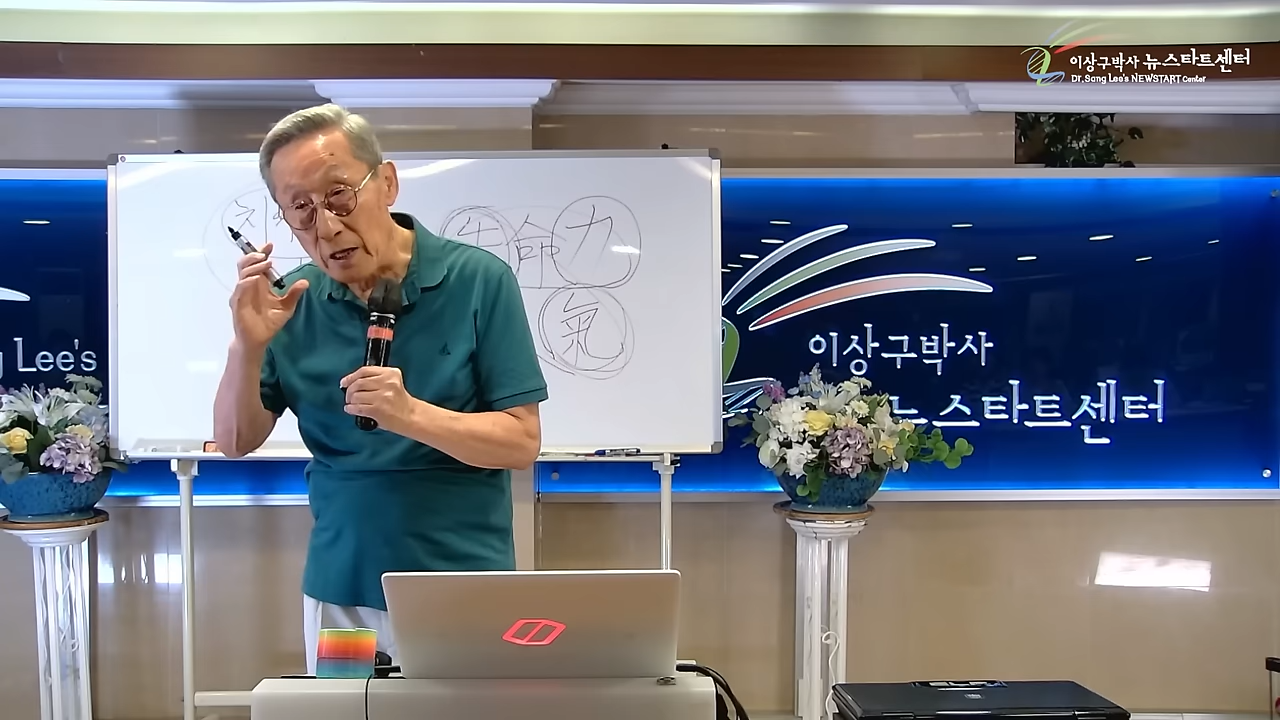 이상구박사 뉴스타트센터
Dr. Sang Lee's NEWSTART Center
生命力
氣
g Lee's
이상구박사
뉴스타트센터